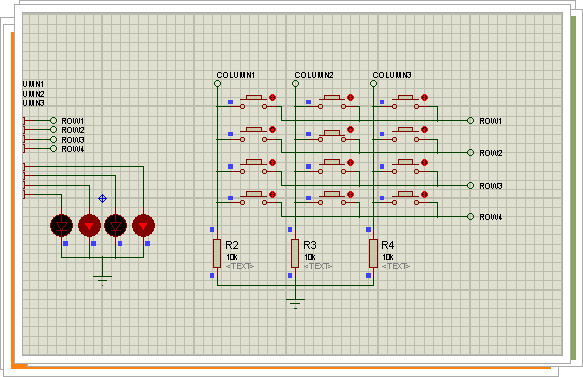 COLUMN1 COLUMN2 COLUMN3
UMN1
UMN2
UMN3
ROW1
ROW2
ROW3
ROW4
ROW1
ROW2
ROW3
ROW4
R2
10k
<TEXT>
R3
10k
<TEXT>
R4
10k
<TEXT>